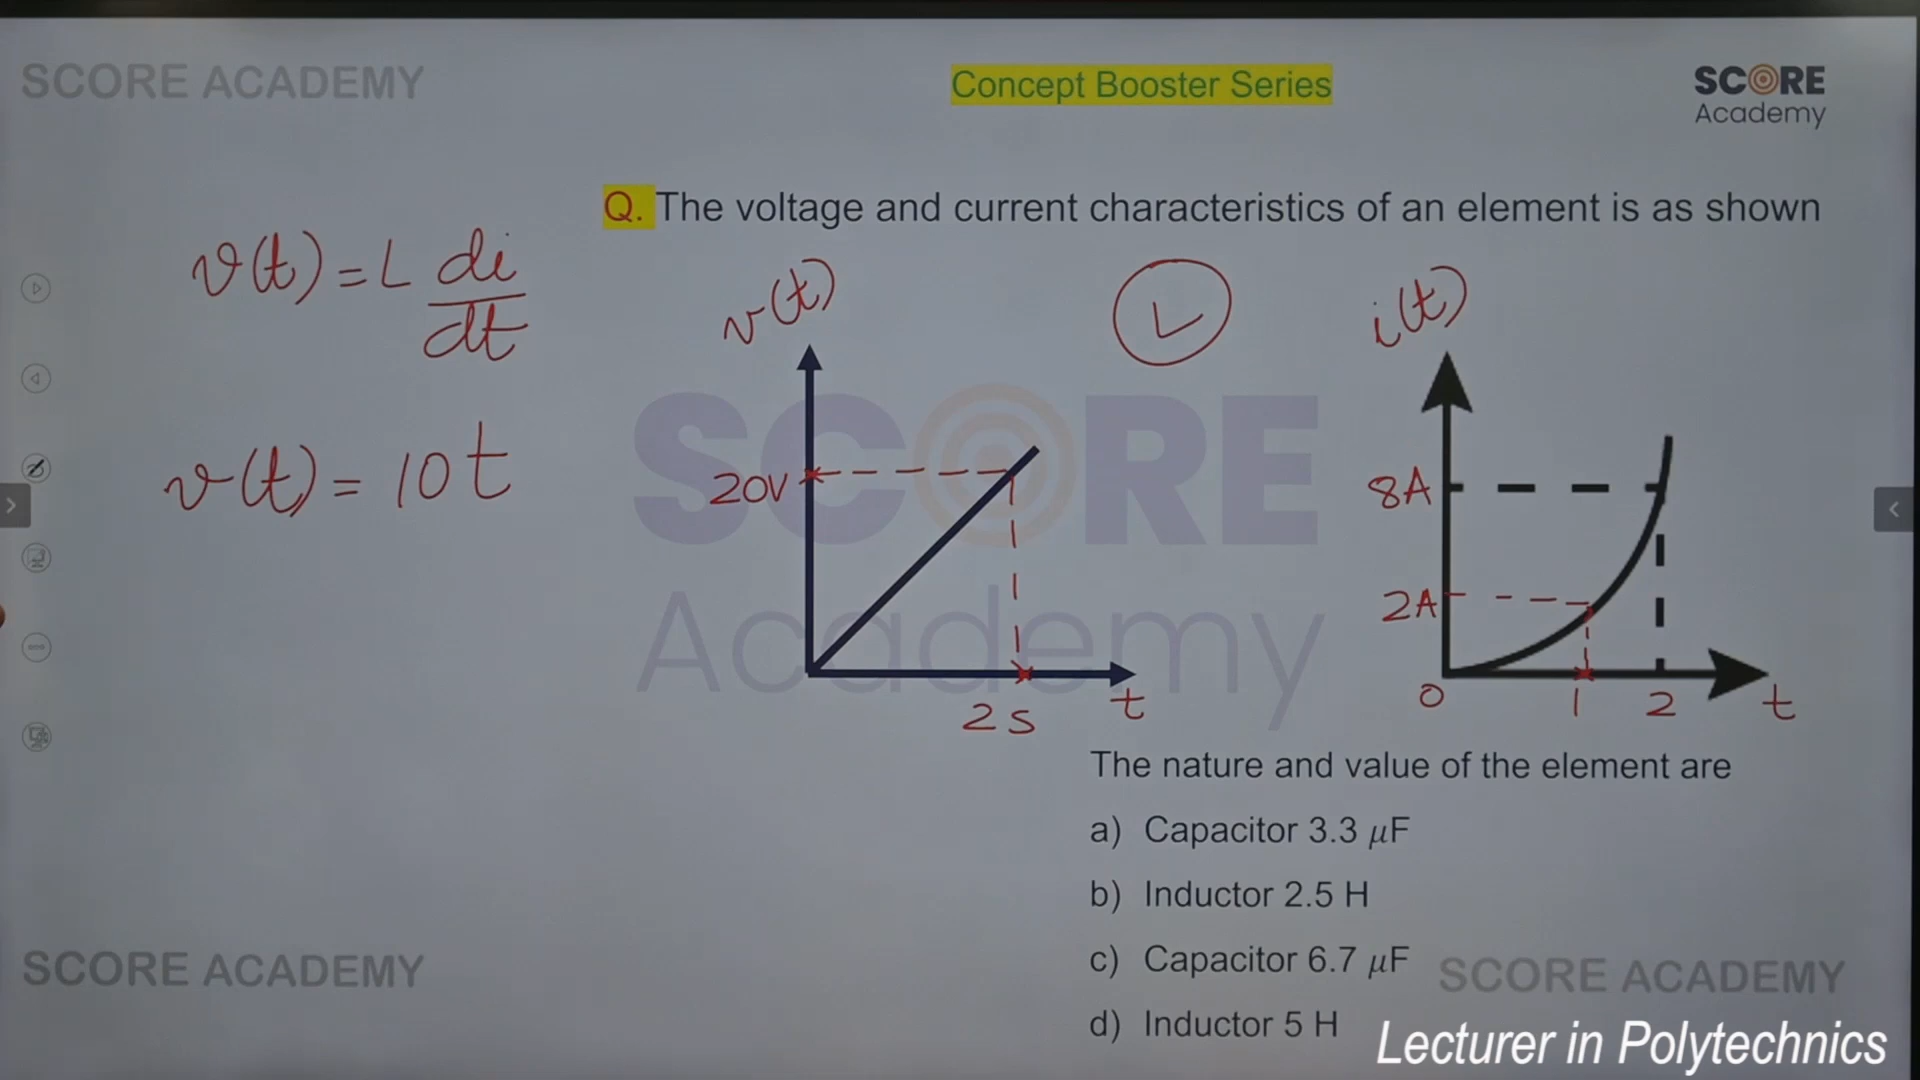 SCORE ACADEMY
Concept Booster Series
SCORE
Academy
Q. The voltage and current characteristics of an element is as shown
v(t) = L di/dt
v(t) = 10t
v(t)
L
i(t)
20V
2s
t
8A
2A
0
1
2
t
SCORE
Academy
The nature and value of the element are
a) Capacitor 3.3 μF
b) Inductor 2.5 H
c) Capacitor 6.7 μF
d) Inductor 5 H
SCORE ACADEMY
SCORE ACADEMY
Lecturer in Polytechnics